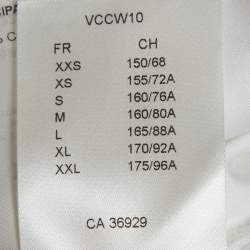 CIPA
VCCW10
% C
FR CH
XXS 150/68
XS 155/72A
S 160/76A
M 160/80A
L 165/88A
XL 170/92A
XXL 175/96A
CA 36929